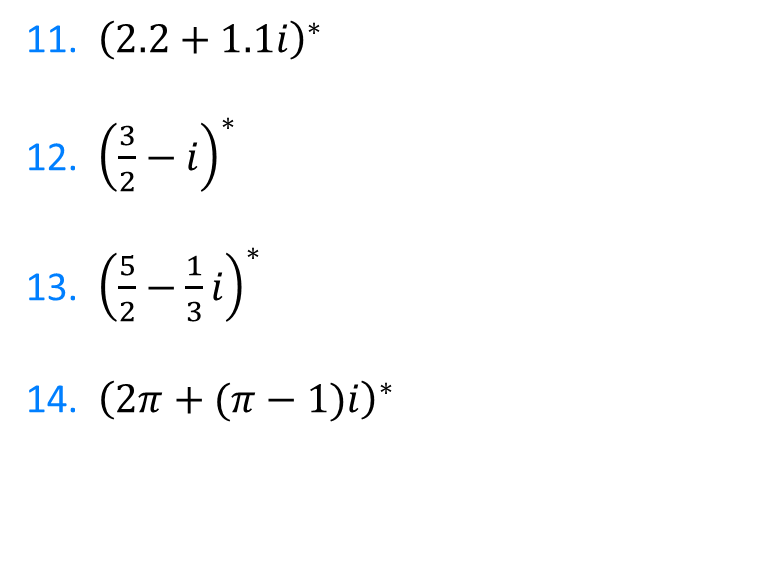 11. (2.2 + 1.1i)*
12. (3/2 − i)*
13. (5/2 − 1/3 i)*
14. (2π + (π − 1)i)*